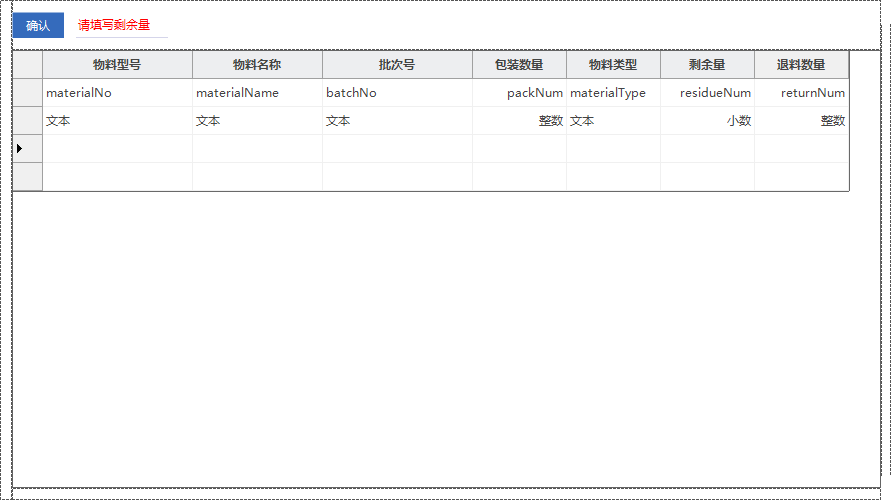 确认 请填写剩余量
物料型号 物料名称 批次号 包装数量 物料类型 剩余量 退料数量
materialNo materialName batchNo packNum materialType residueNum returnNum
文本 文本 文本 整数 文本 小数 整数